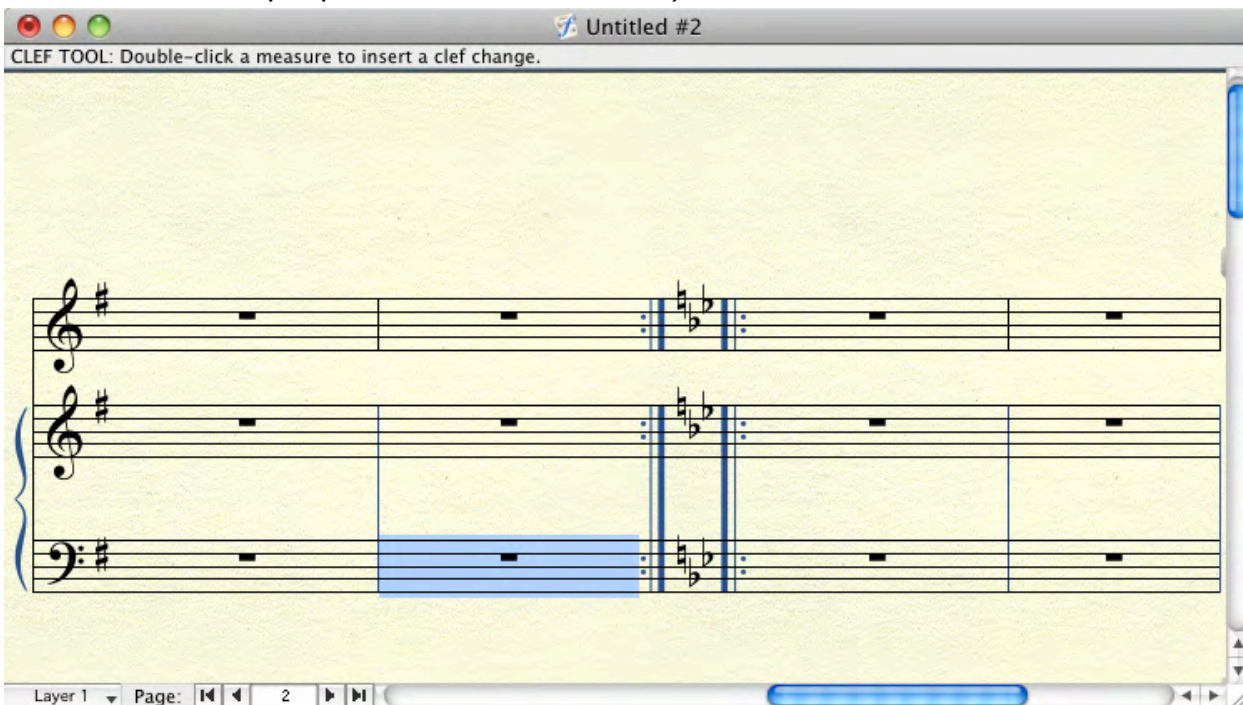 Untitled #2
CLEF TOOL: Double-click a measure to insert a clef change.
Layer 1 Page: 2